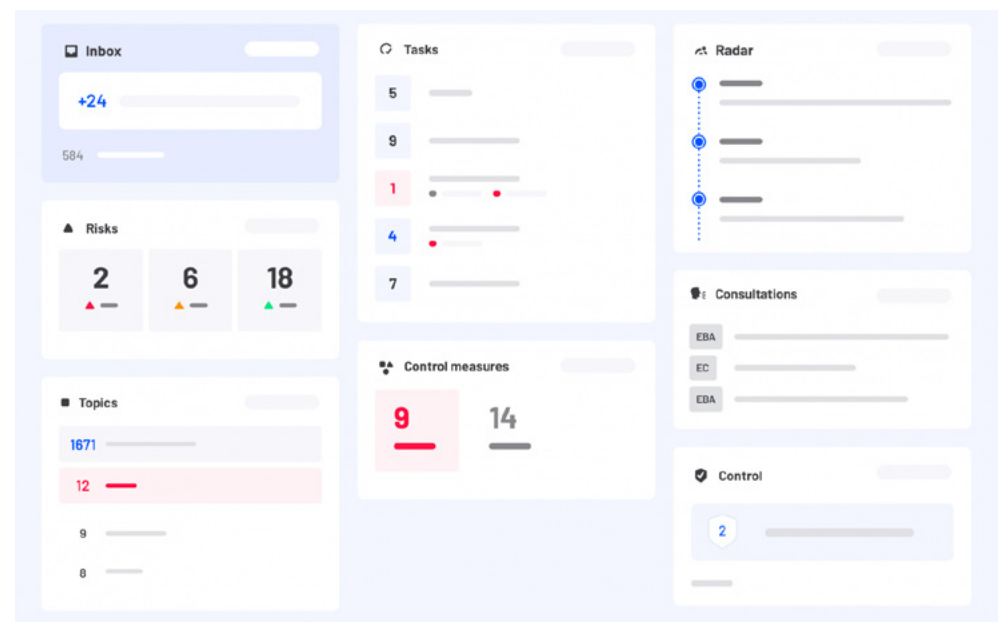 Inbox
+24
584
Risks
2 6 18
Topics
1671
12
9
8
Tasks
5
9
1
4
7
Control measures
9 14
Radar
Consultations
EBA
EC
EBA
Control
2